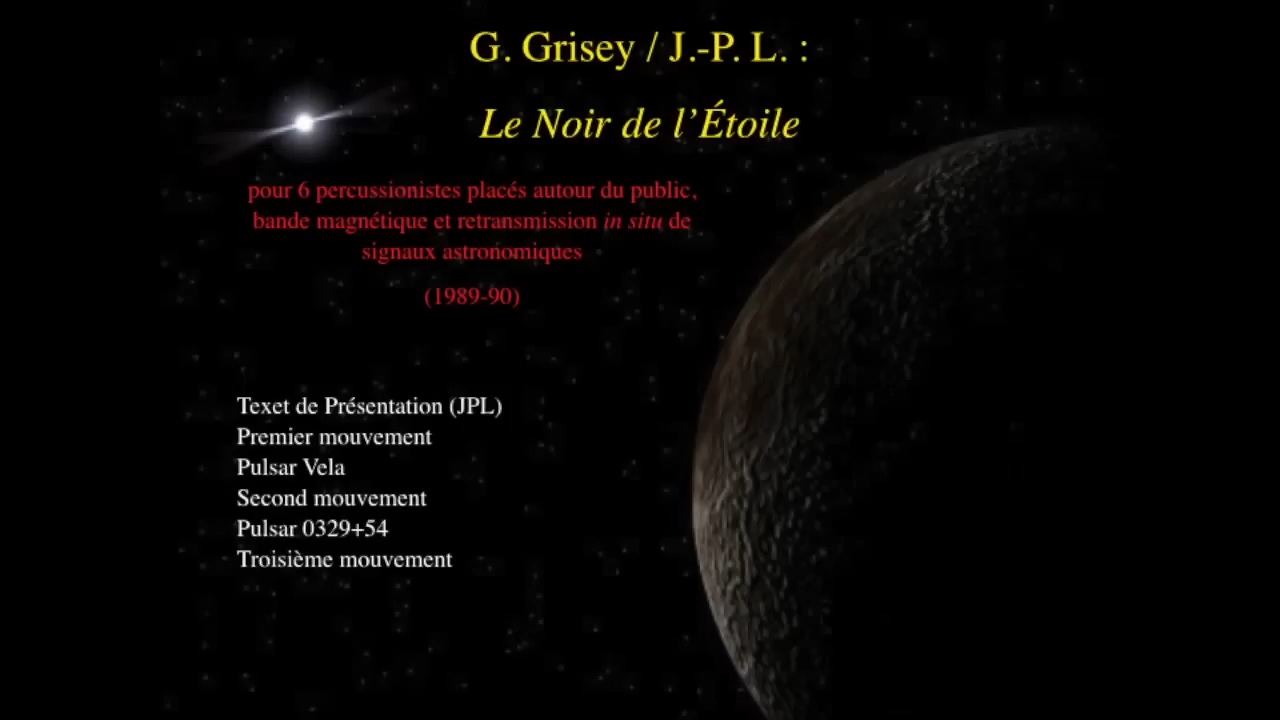 G. Grisey / J.-P. L. :
Le Noir de l'Étoile
pour 6 percussionistes placés autour du public,
bande magnétique et retransmission in situ de
signaux astronomiques
(1989-90)
Texet de Présentation (JPL)
Premier mouvement
Pulsar Vela
Second mouvement
Pulsar 0329+54
Troisième mouvement